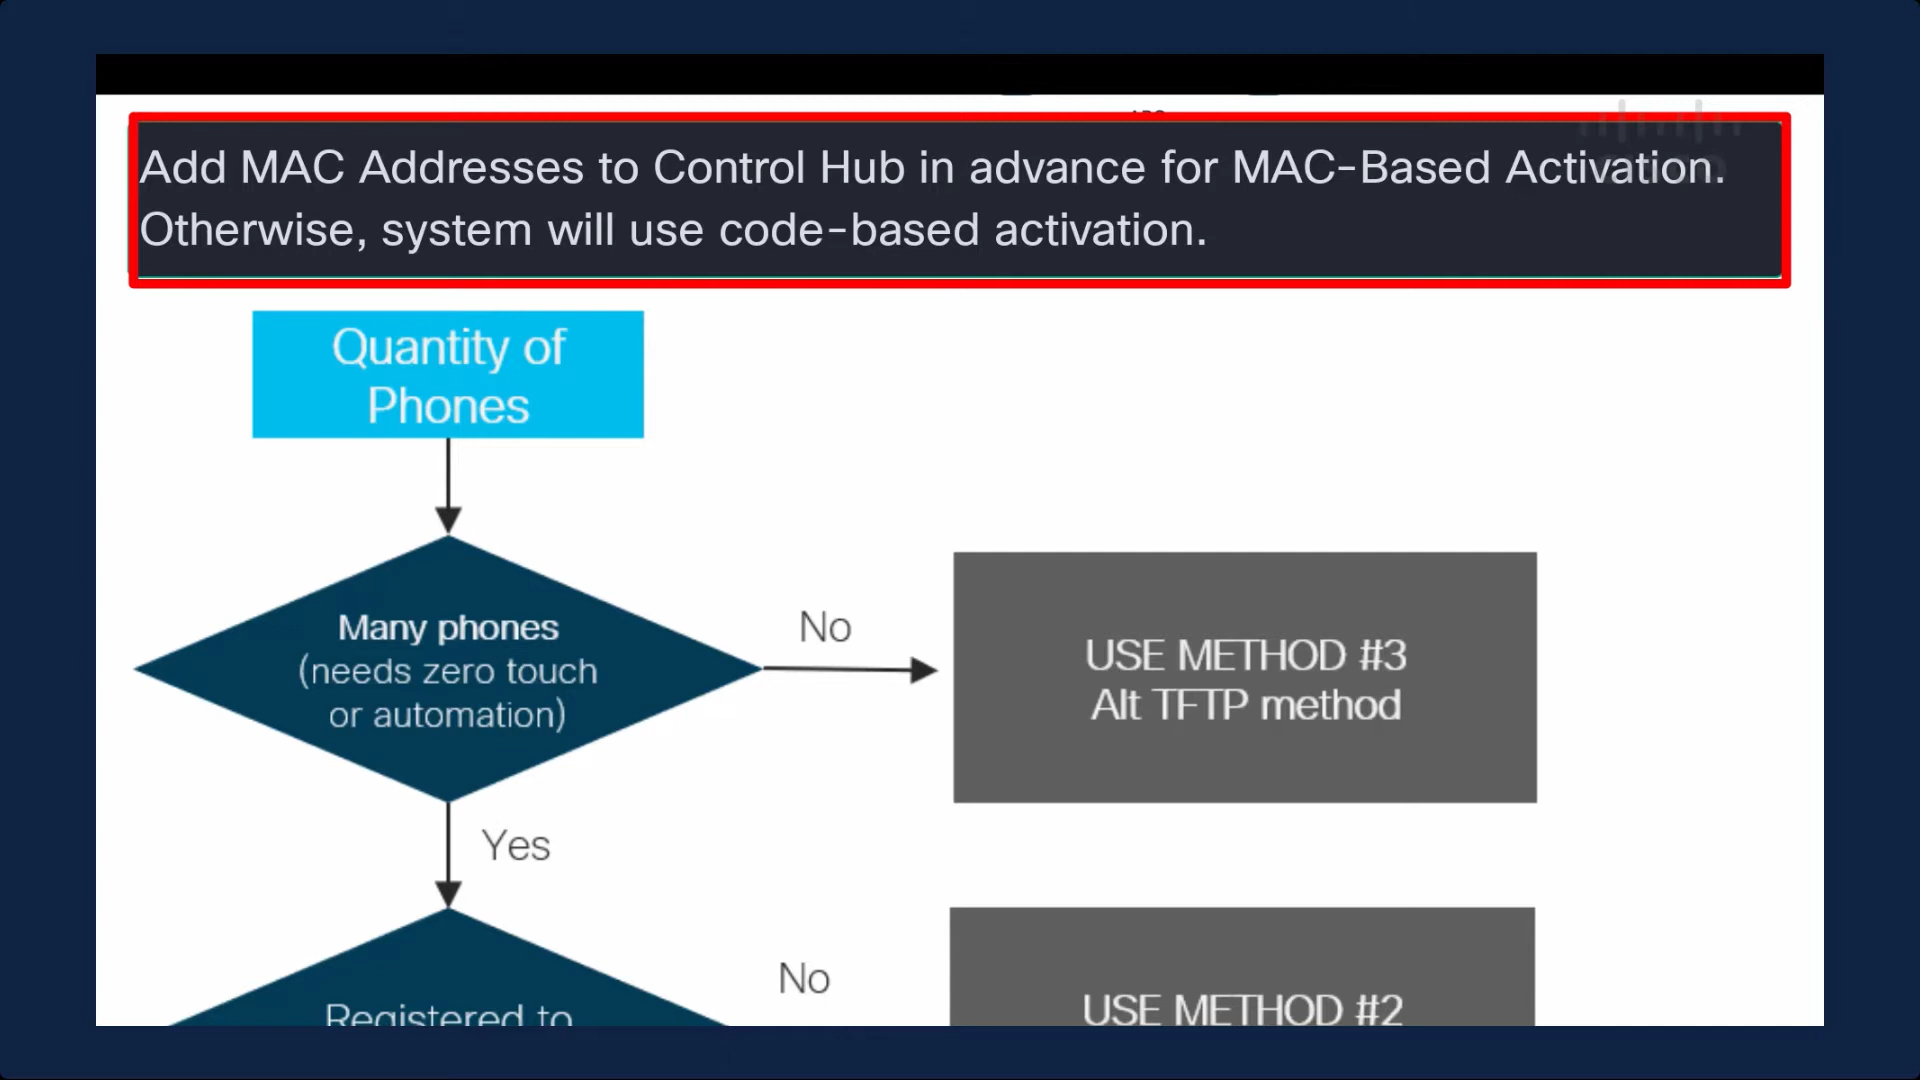 Add MAC Addresses to Control Hub in advance for MAC-Based Activation.
Otherwise, system will use code-based activation.
Quantity of
Phones
Many phones
(needs zero touch
or automation)
No
USE METHOD #3
Alt TFTP method
Yes
No
Registered to
USE METHOD #2